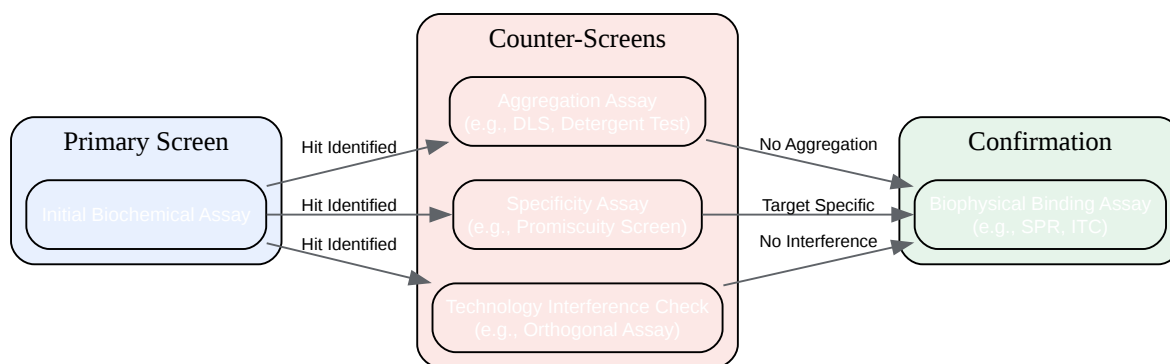 Primary Screen
Initial Biochemical Assay
Hit Identified
Hit Identified
Hit Identified
Counter-Screens
Aggregation Assay
(e.g., DLS, Detergent Test)
Specificity Assay
(e.g., Promiscuity Screen)
Technology Interference Check
(e.g., Orthogonal Assay)
No Aggregation
Target Specific
No Interference
Confirmation
Biophysical Binding Assay
(e.g., SPR, ITC)